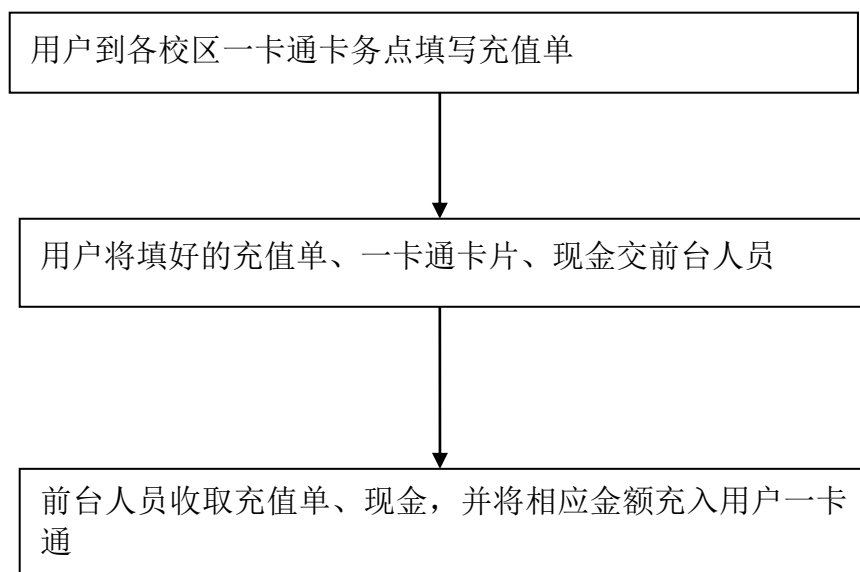 用户到各校区一卡通卡务点填写充值单
用户将填好的充值单、一卡通卡片、现金交前台人员
前台人员收取充值单、现金，并将相应金额充入用户一卡
通